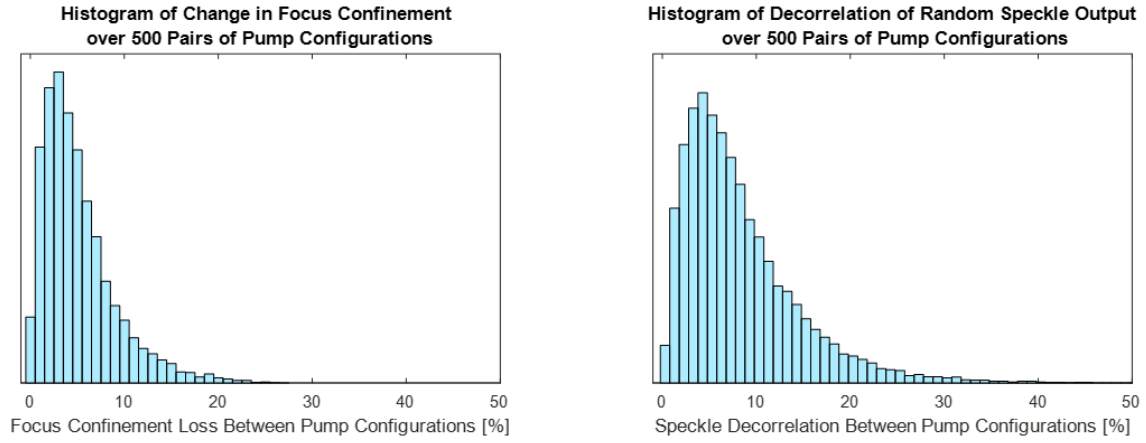 Histogram of Change in Focus Confinement
over 500 Pairs of Pump Configurations
0 10 20 30 40 50
Focus Confinement Loss Between Pump Configurations [%]
Histogram of Decorrelation of Random Speckle Output
over 500 Pairs of Pump Configurations
0 10 20 30 40 50
Speckle Decorrelation Between Pump Configurations [%]